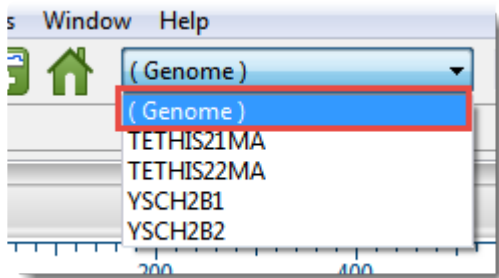 s Window Help
( Genome )
( Genome )
TETHIS21MA
TETHIS22MA
YSCH2B1
YSCH2B2
200 400